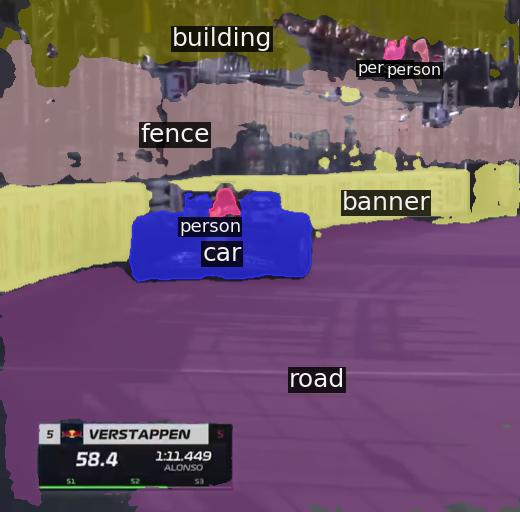 building
per person
fence
banner
person
car
road
5 VERSTAPPEN 5
58.4 1:11.449
ALONSO
S1 S2 S3